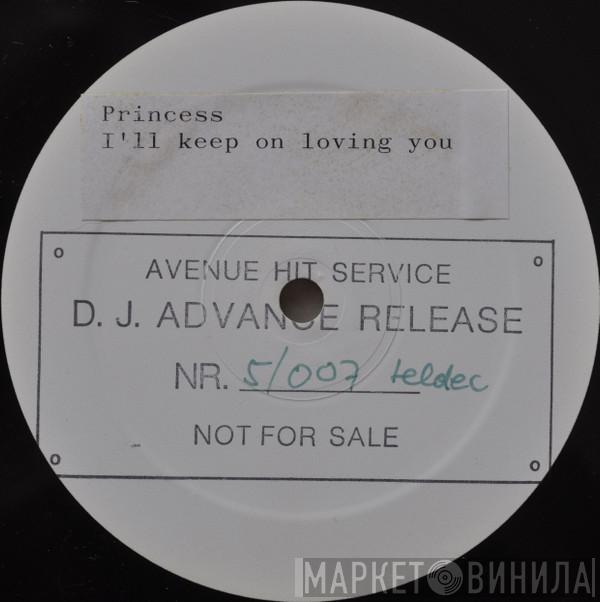 Princess
I'll keep on loving you
AVENUE HIT SERVICE
D. J. ADVANCE RELEASE
NR. 5/007 teldec
NOT FOR SALE
МАРКЕТ ВИНИЛА